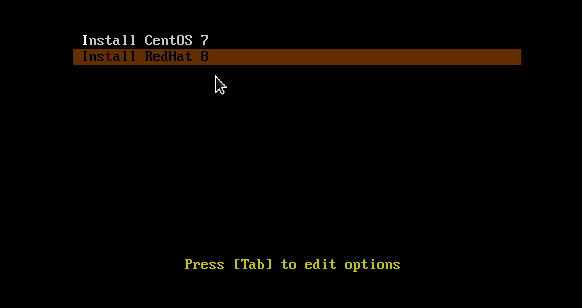 Install CentOS 7
Install RedHat 8
Press [Tab] to edit options